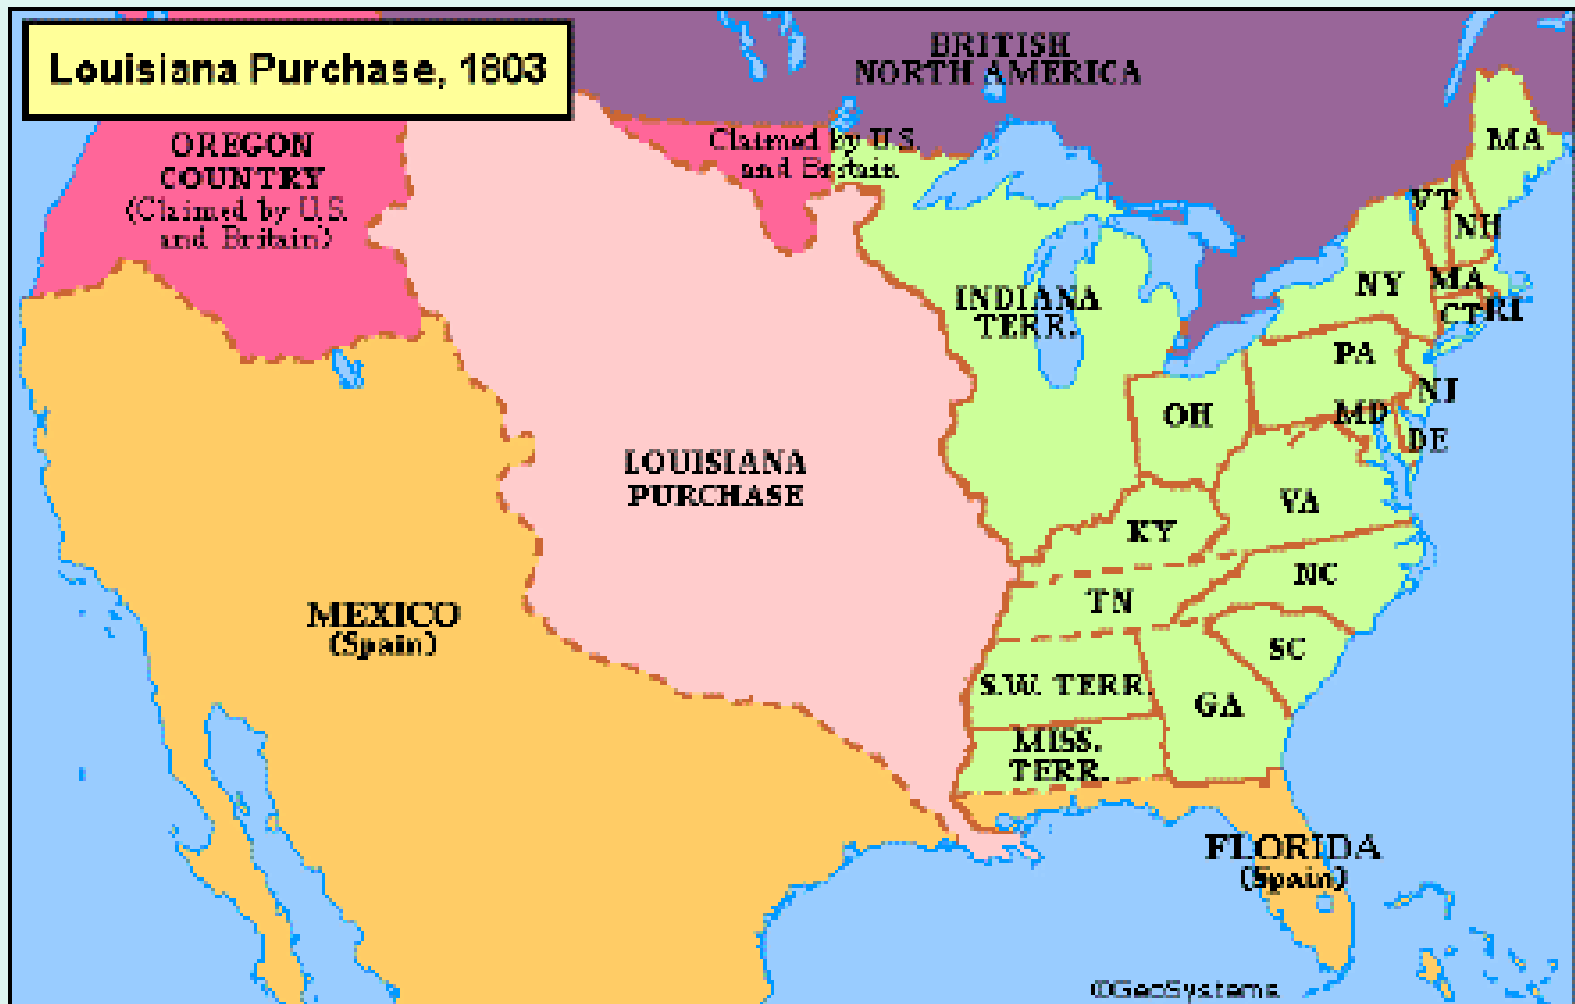 Louisiana Purchase, 1803
BRITISH
NORTH AMERICA
OREGON
COUNTRY
(Claimed by U.S.
and Britain)
Claimed by U.S.
and Britain
MA
VT
NH
NY
MA
CT RI
INDIANA
TERR.
PA
NJ
OH
MD
DE
LOUISIANA
PURCHASE
VA
KY
NC
TN
MEXICO
(Spain)
SC
S.W. TERR.
GA
MISS.
TERR.
FLORIDA
(Spain)
©GeoSystems